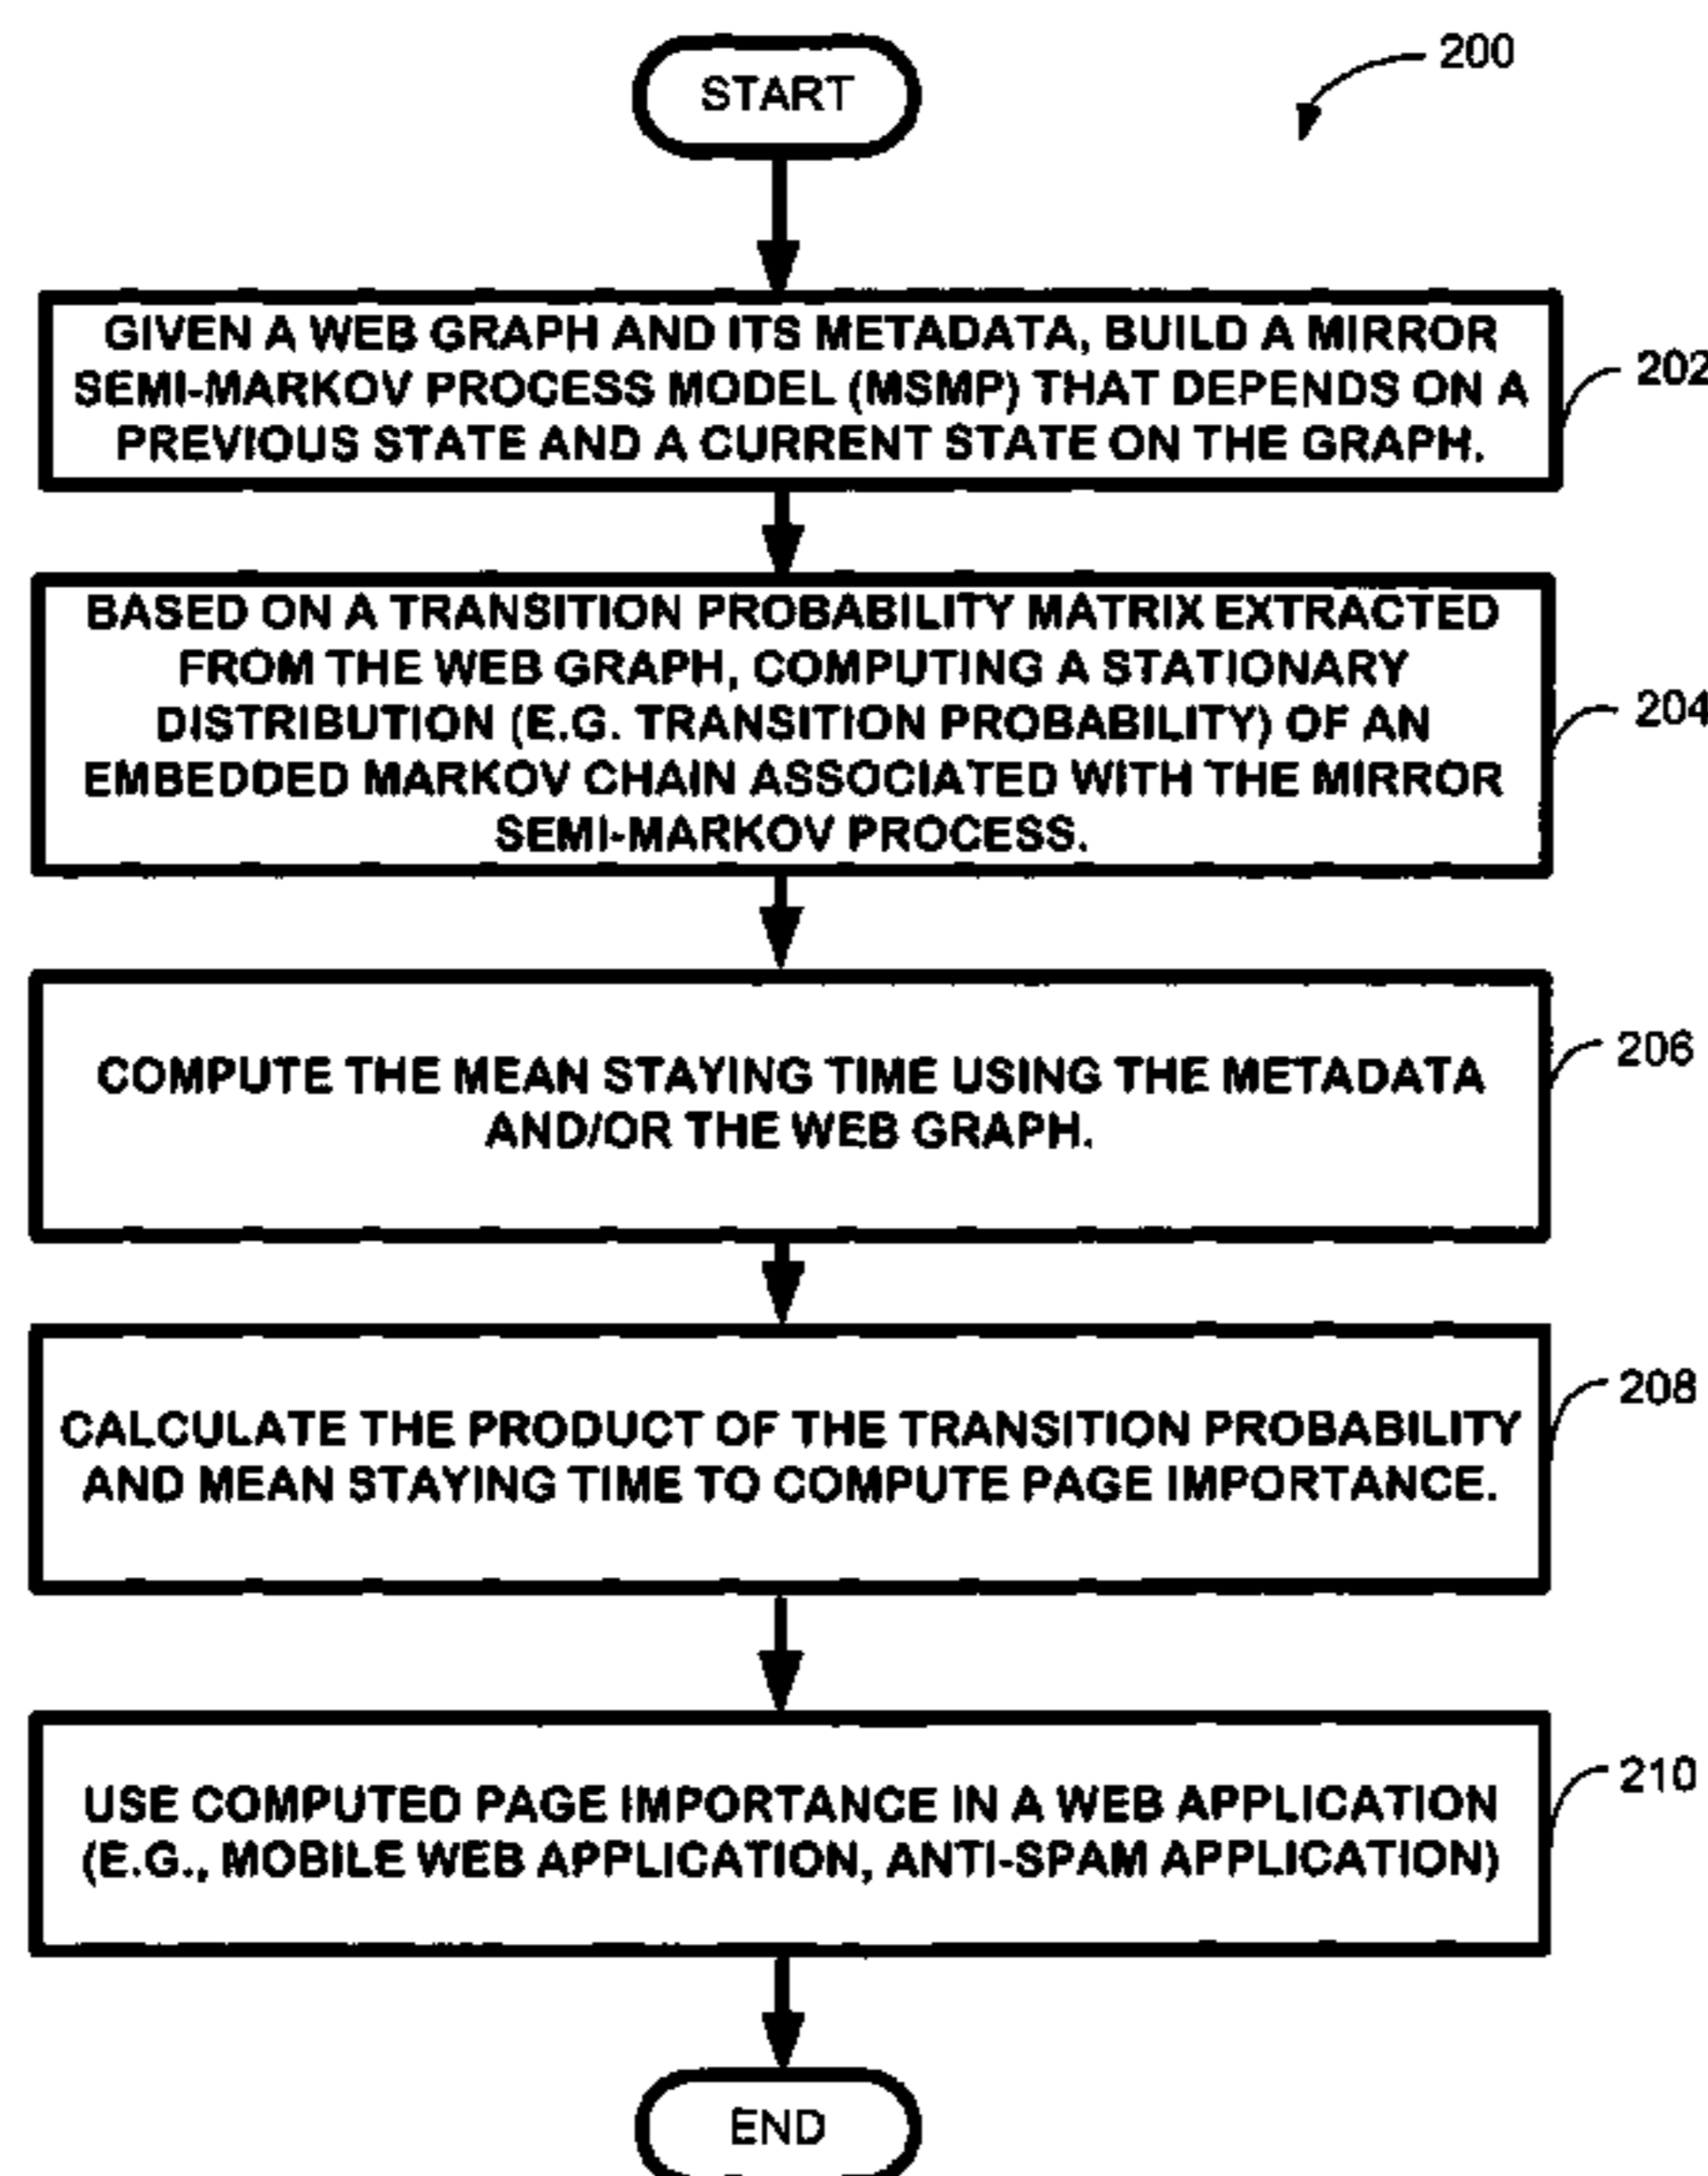 START
200
GIVEN A WEB GRAPH AND ITS METADATA, BUILD A MIRROR
SEMI-MARKOV PROCESS MODEL (MSMP) THAT DEPENDS ON A
PREVIOUS STATE AND A CURRENT STATE ON THE GRAPH.
202
BASED ON A TRANSITION PROBABILITY MATRIX EXTRACTED
FROM THE WEB GRAPH, COMPUTING A STATIONARY
DISTRIBUTION (E.G. TRANSITION PROBABILITY) OF AN
EMBEDDED MARKOV CHAIN ASSOCIATED WITH THE MIRROR
SEMI-MARKOV PROCESS.
204
COMPUTE THE MEAN STAYING TIME USING THE METADATA
AND/OR THE WEB GRAPH.
206
CALCULATE THE PRODUCT OF THE TRANSITION PROBABILITY
AND MEAN STAYING TIME TO COMPUTE PAGE IMPORTANCE.
208
USE COMPUTED PAGE IMPORTANCE IN A WEB APPLICATION
(E.G., MOBILE WEB APPLICATION, ANTI-SPAM APPLICATION)
210
END